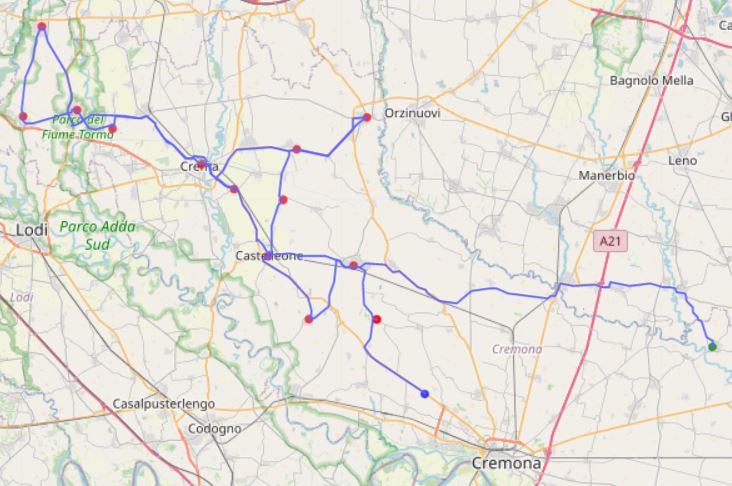 Ca
Bagnolo Mella
Orzinuovi
Gl
Parco del
Fiume Tormo
Leno
Crema
Manerbio
Lodi
Parco Adda
Sud
A21
Castelleone
Lodi
Cremona
Casalpusterlengo
Codogno
Cremona